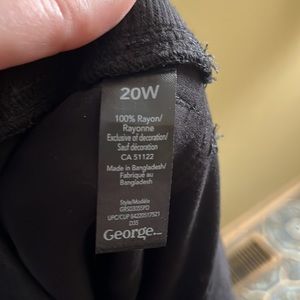 20W
100% Rayon/
Rayonne
Exclusive of decoration/
Sauf décoration
CA 51122
Made in Bangladesh/
Fabriqué au
Bangladesh
Style/Modèle
UPC/CUP
D35
George